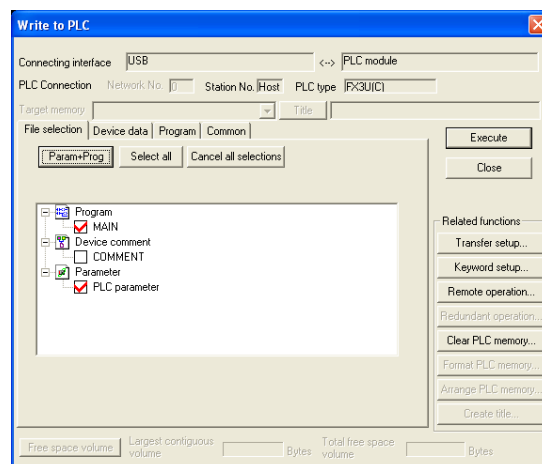 Write to PLC
Connecting interface USB <--> PLC module
PLC Connection Network No. 0 Station No. Host PLC type FX3U(C)
Target memory Title
File selection Device data Program Common
Execute
Param+Prog Select all Cancel all selections
Close
Program
MAIN
Device comment
COMMENT
Parameter
PLC parameter
Related functions
Transfer setup...
Keyword setup...
Remote operation...
Redundant operation...
Clear PLC memory...
Format PLC memory...
Arrange PLC memory...
Create title...
Free space volume Largest contiguous volume Bytes Total free space volume Bytes